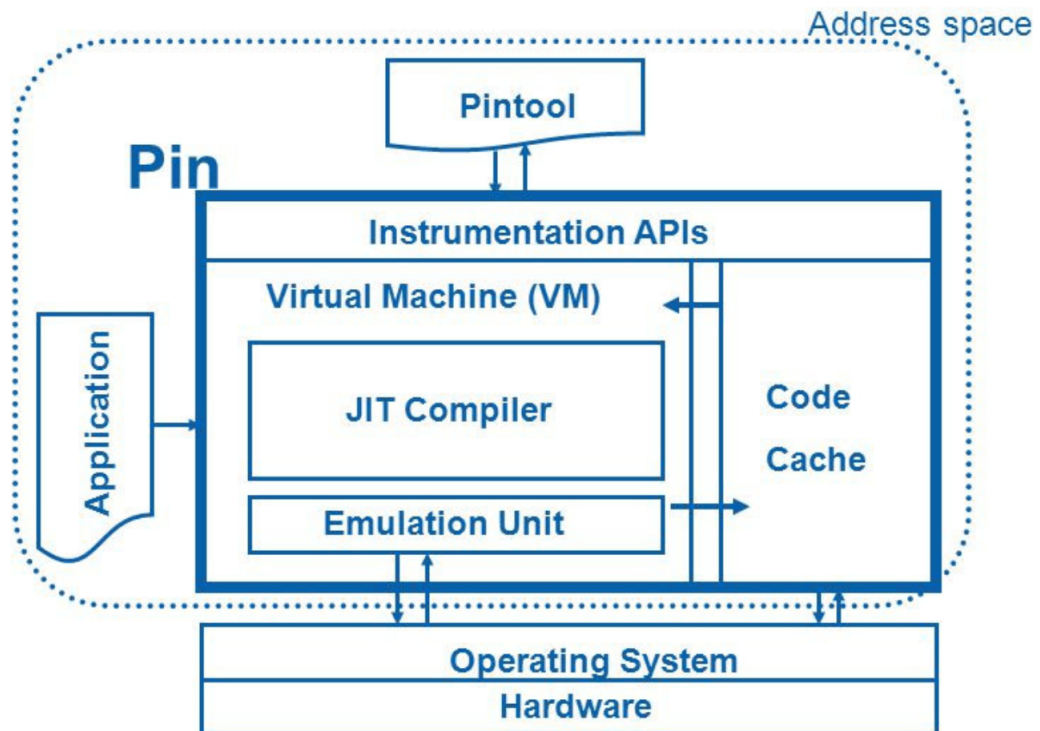 Address space
Pintool
Pin
Instrumentation APIs
Virtual Machine (VM)
Application
JIT Compiler
Code
Cache
Emulation Unit
Operating System
Hardware